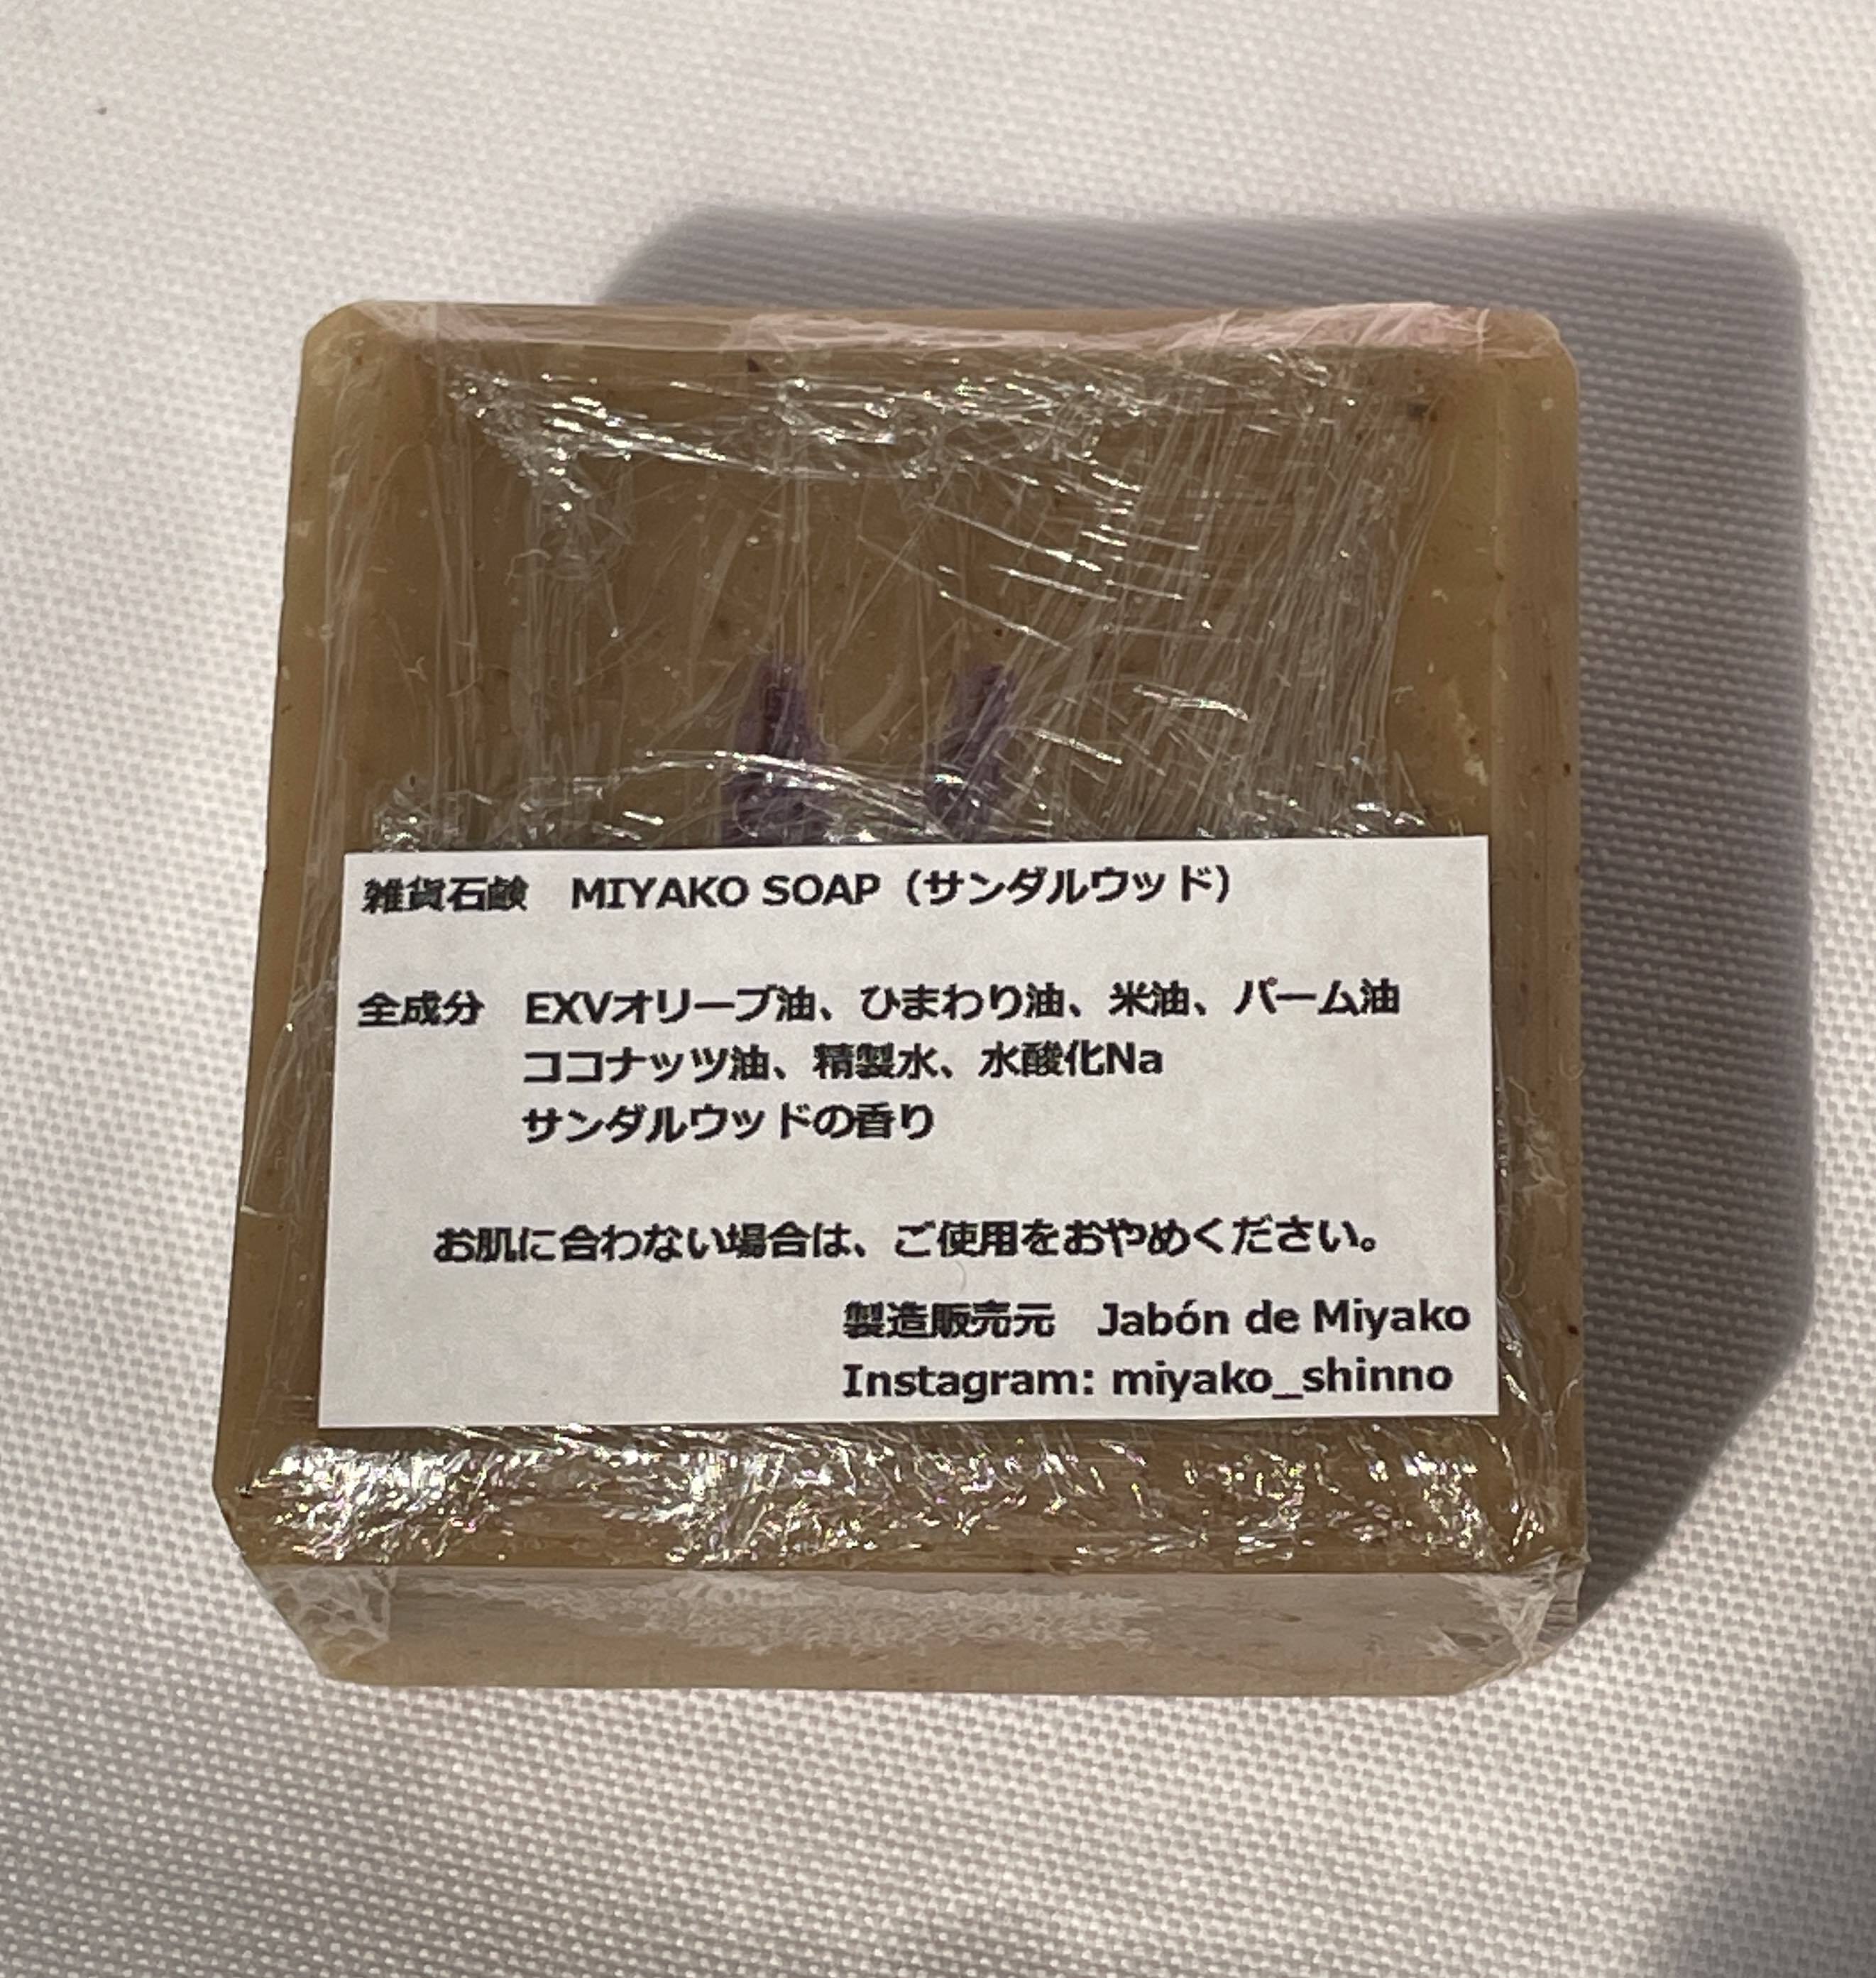 雑貨石鹸　MIYAKO SOAP（サンダルウッド）
全成分　EXVオリーブ油、ひまわり油、米油、パーム油
ココナッツ油、精製水、水酸化Na
サンダルウッドの香り
お肌に合わない場合は、ご使用をおやめください。
製造販売元　Jabón de Miyako
Instagram: miyako_shinno